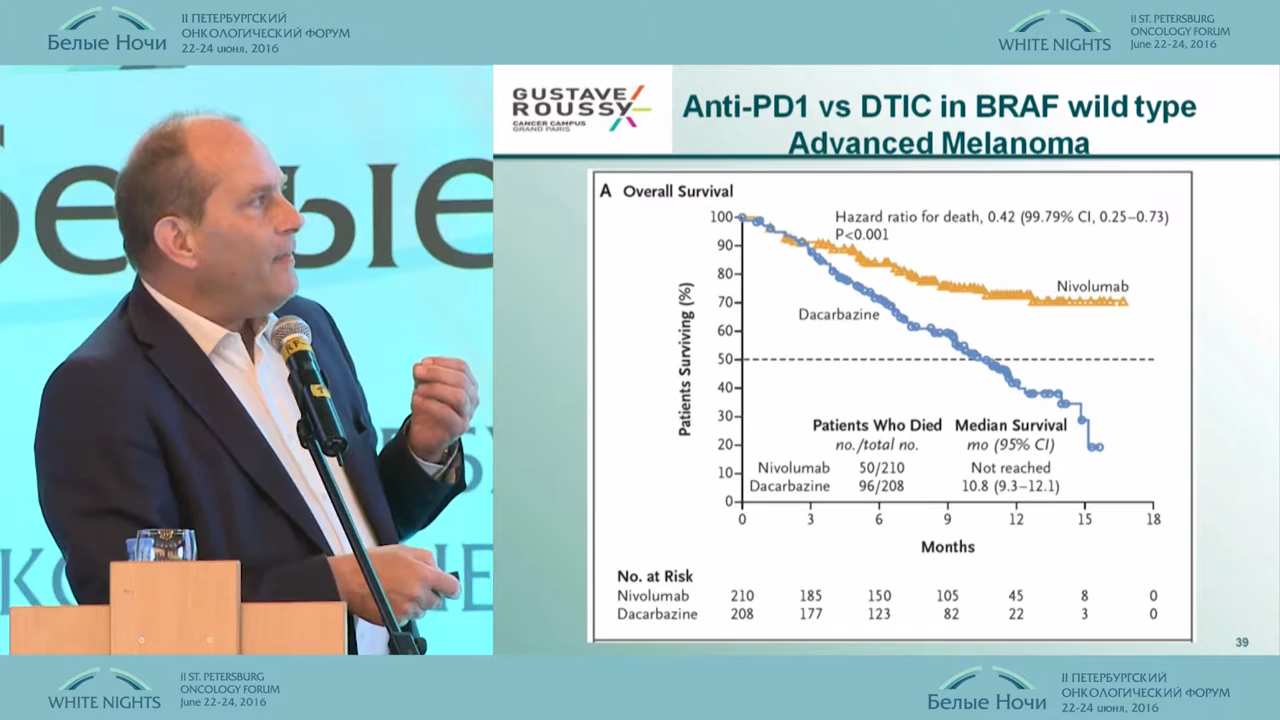 II ПЕТЕРБУРГСКИЙ
ОНКОЛОГИЧЕСКИЙ ФОРУМ
Белые Ночи
22-24 июня, 2016
II ST. PETERSBURG
ONCOLOGY FORUM
WHITE NIGHTS
June 22-24, 2016
GUSTAVE/
ROUSSY
CANCER CAMPUS
GRAND PARIS
Anti-PD1 vs DTIC in BRAF wild type
Advanced Melanoma
A Overall Survival
Hazard ratio for death, 0.42 (99.79% CI, 0.25–0.73)
P<0.001
Patients Surviving (%)
100
90
80
70
60
50
40
30
20
10
0
Nivolumab
Dacarbazine
Patients Who Died Median Survival
no./total no. mo (95% CI)
Nivolumab 50/210 Not reached
Dacarbazine 96/208 10.8 (9.3–12.1)
0 3 6 9 12 15 18
Months
No. at Risk
Nivolumab 210 185 150 105 45 8 0
Dacarbazine 208 177 123 82 22 3 0
39
II ST. PETERSBURG
ONCOLOGY FORUM
WHITE NIGHTS
June 22-24, 2016
II ПЕТЕРБУРГСКИЙ
ОНКОЛОГИЧЕСКИЙ ФОРУМ
Белые Ночи
22-24 июня, 2016